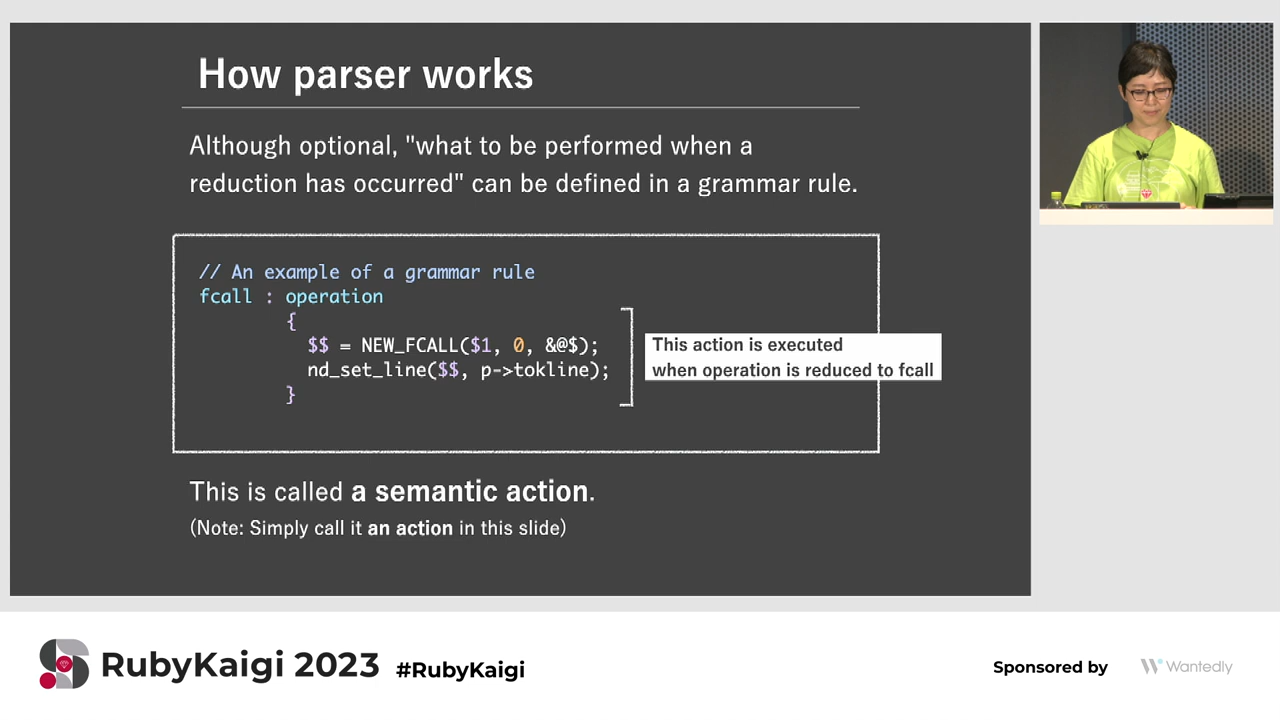 How parser works
Although optional, "what to be performed when a
reduction has occurred" can be defined in a grammar rule.
// An example of a grammar rule
fcall : operation
{
$$ = NEW_FCALL($1, 0, &@$);
nd_set_line($$, p->tokline);
}
This action is executed
when operation is reduced to fcall
This is called a semantic action.
(Note: Simply call it an action in this slide)
RubyKaigi 2023 #RubyKaigi
Sponsored by Wantedly